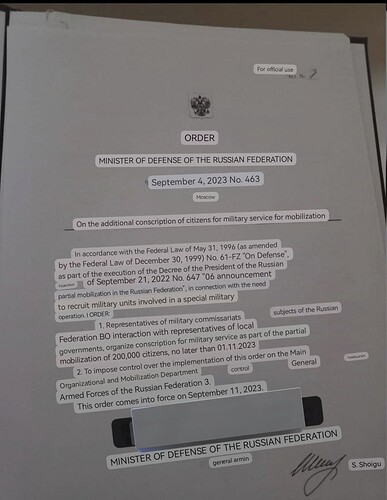 For official use
ORDER
MINISTER OF DEFENSE OF THE RUSSIAN FEDERATION
September 4, 2023 No. 463
Moscow
On the additional conscription of citizens for military service for mobilization
In accordance with the Federal Law of May 31, 1996 (as amended
by the Federal Law of December 30, 1999) No. 61-FZ "On Defense",
as part of the execution of the Decree of the President of the Russian
of September 21, 2022 No. 647 "06 announcement
partial mobilization in the Russian Federation", in connection with the need
to recruit military units involved in a special military
operation, I ORDER:
1. Representatives of military commissariats subjects of the Russian
Federation BO interaction with representatives of local
governments, organize conscription for military service as part of the partial
mobilization of 200,000 citizens, no later than 01.11.2023
2. To impose control over the implementation of this order on the Main
Organizational and Mobilization Department control General
Armed Forces of the Russian Federation 3.
This order comes into force on September 11, 2023.
MINISTER OF DEFENSE OF THE RUSSIAN FEDERATION
general armin
S. Shoigu